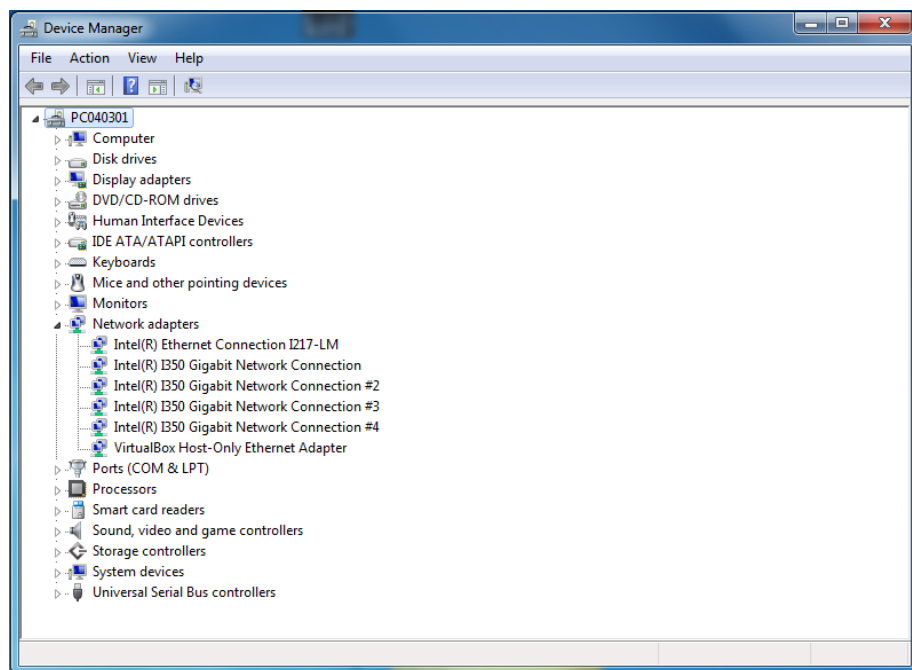 Device Manager
File Action View Help
PC040301
Computer
Disk drives
Display adapters
DVD/CD-ROM drives
Human Interface Devices
IDE ATA/ATAPI controllers
Keyboards
Mice and other pointing devices
Monitors
Network adapters
Intel(R) Ethernet Connection I217-LM
Intel(R) I350 Gigabit Network Connection
Intel(R) I350 Gigabit Network Connection #2
Intel(R) I350 Gigabit Network Connection #3
Intel(R) I350 Gigabit Network Connection #4
VirtualBox Host-Only Ethernet Adapter
Ports (COM & LPT)
Processors
Smart card readers
Sound, video and game controllers
Storage controllers
System devices
Universal Serial Bus controllers